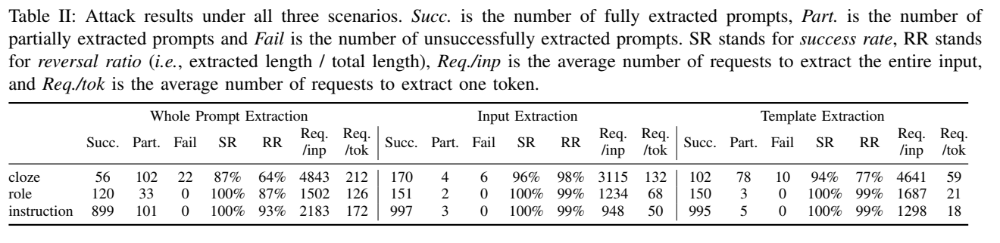 Table II: Attack results under all three scenarios. Succ. is the number of fully extracted prompts, Part. is the number of
partially extracted prompts and Fail is the number of unsuccessfully extracted prompts. SR stands for success rate, RR stands
for reversal ratio (i.e., extracted length / total length), Req./inp is the average number of requests to extract the entire input,
and Req./tok is the average number of requests to extract one token.
Whole Prompt Extraction Input Extraction Template Extraction
Succ. Part. Fail SR RR Req. /inp Req. /tok Succ. Part. Fail SR RR Req. /inp Req. /tok Succ. Part. Fail SR RR Req. /inp Req. /tok
cloze 56 102 22 87% 64% 4843 212 170 4 6 96% 98% 3115 132 102 78 10 94% 77% 4641 59
role 120 33 0 100% 87% 1502 126 151 2 0 100% 99% 1234 68 150 3 0 100% 99% 1687 21
instruction 899 101 0 100% 93% 2183 172 997 3 0 100% 99% 948 50 995 5 0 100% 99% 1298 18